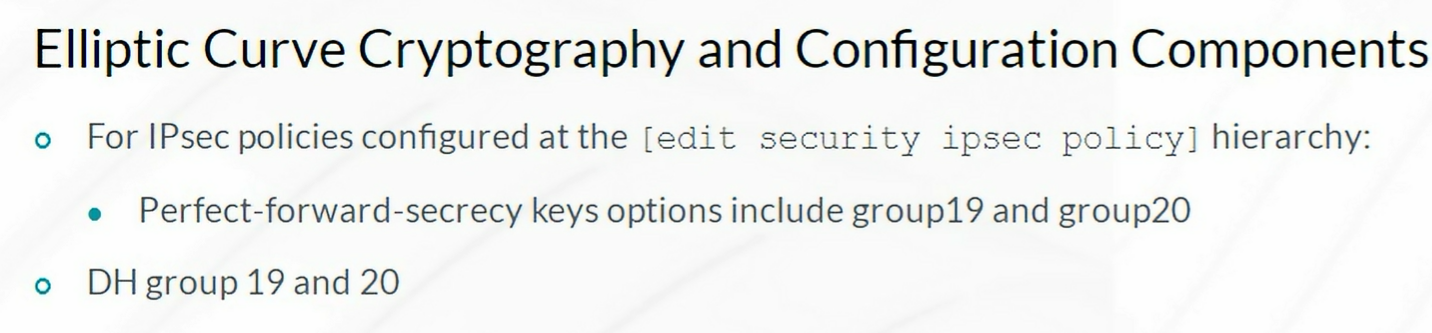 Elliptic Curve Cryptography and Configuration Components
For IPsec policies configured at the [edit security ipsec policy] hierarchy:
Perfect-forward-secrecy keys options include group19 and group20
DH group 19 and 20